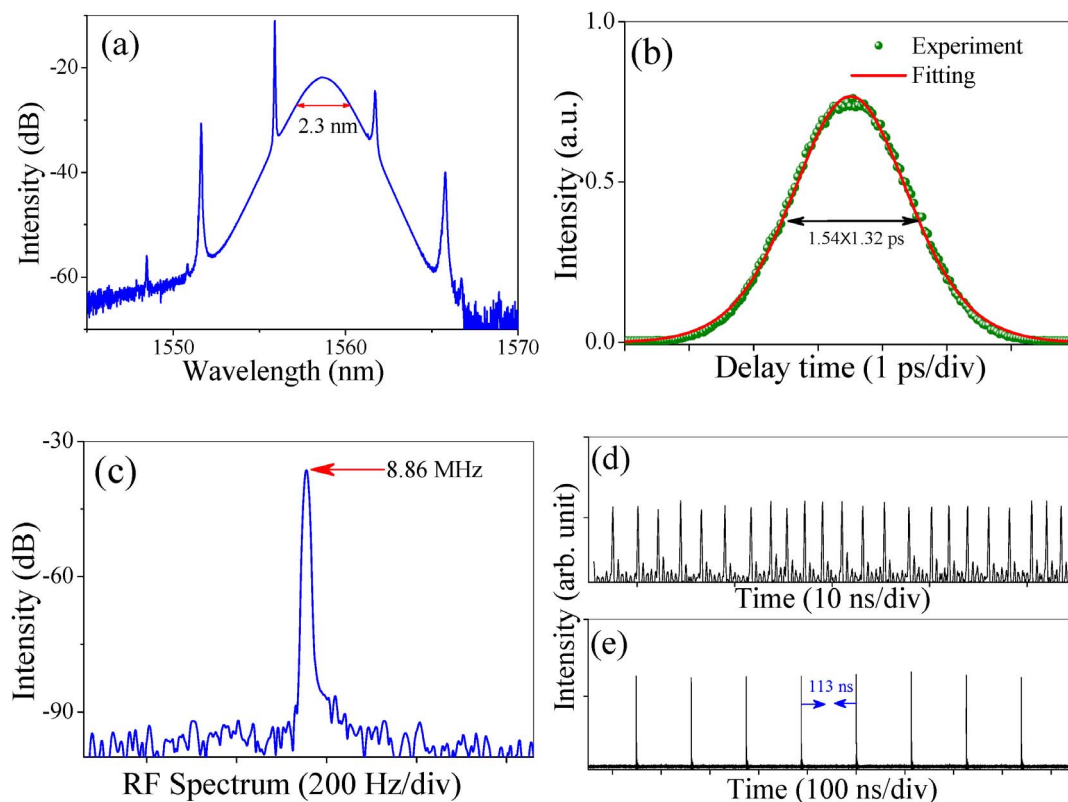 (a)
-20
-40
-60
Intensity (dB)
2.3 nm
1550
1560
1570
Wavelength (nm)
(b)
1.0
0.5
0.0
Intensity (a.u.)
Experiment
Fitting
1.54X1.32 ps
Delay time (1 ps/div)
(c)
-30
-60
-90
Intensity (dB)
8.86 MHz
RF Spectrum (200 Hz/div)
(d)
Intensity (arb. unit)
Time (10 ns/div)
(e)
113 ns
Time (100 ns/div)